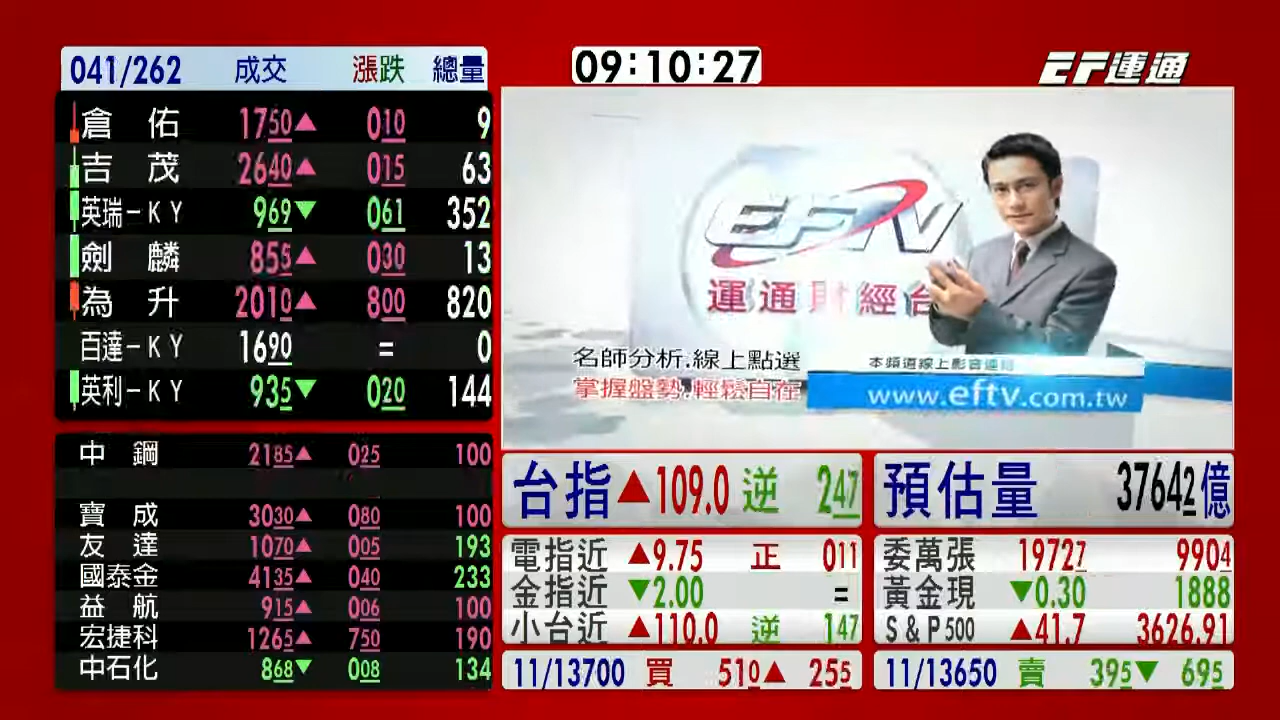 041/262 成交 漲跌 總量
09:10:27
EF運通
倉佑 1750▲ 010 9
吉茂 2640▲ 015 63
英瑞-KY 969▼ 061 352
劍麟 855▲ 030 13
為升 2010▲ 800 820
百達-KY 1690 = 0
英利-KY 935▼ 020 144
中鋼 2185▲ 025 100
寶成 3030▲ 080 100
友達 1070▲ 005 193
國泰金 4135▲ 040 233
益航 915▲ 006 100
宏捷科 1265▲ 750 190
中石化 868▼ 008 134
EFTV
運通財經台
名師分析.線上點選
掌握盤勢.輕鬆自在
www.eftv.com.tw
台指▲109.0 逆 247
預估量 37642億
電指近 ▲9.75 正 011
金指近 ▼2.00 =
小台近 ▲110.0 逆 147
委萬張 19727 9904
黃金現 ▼0.30 1888
S&P500 ▲41.7 3626.91
11/13700 買 510▲ 255
11/13650 賣 395▼ 695